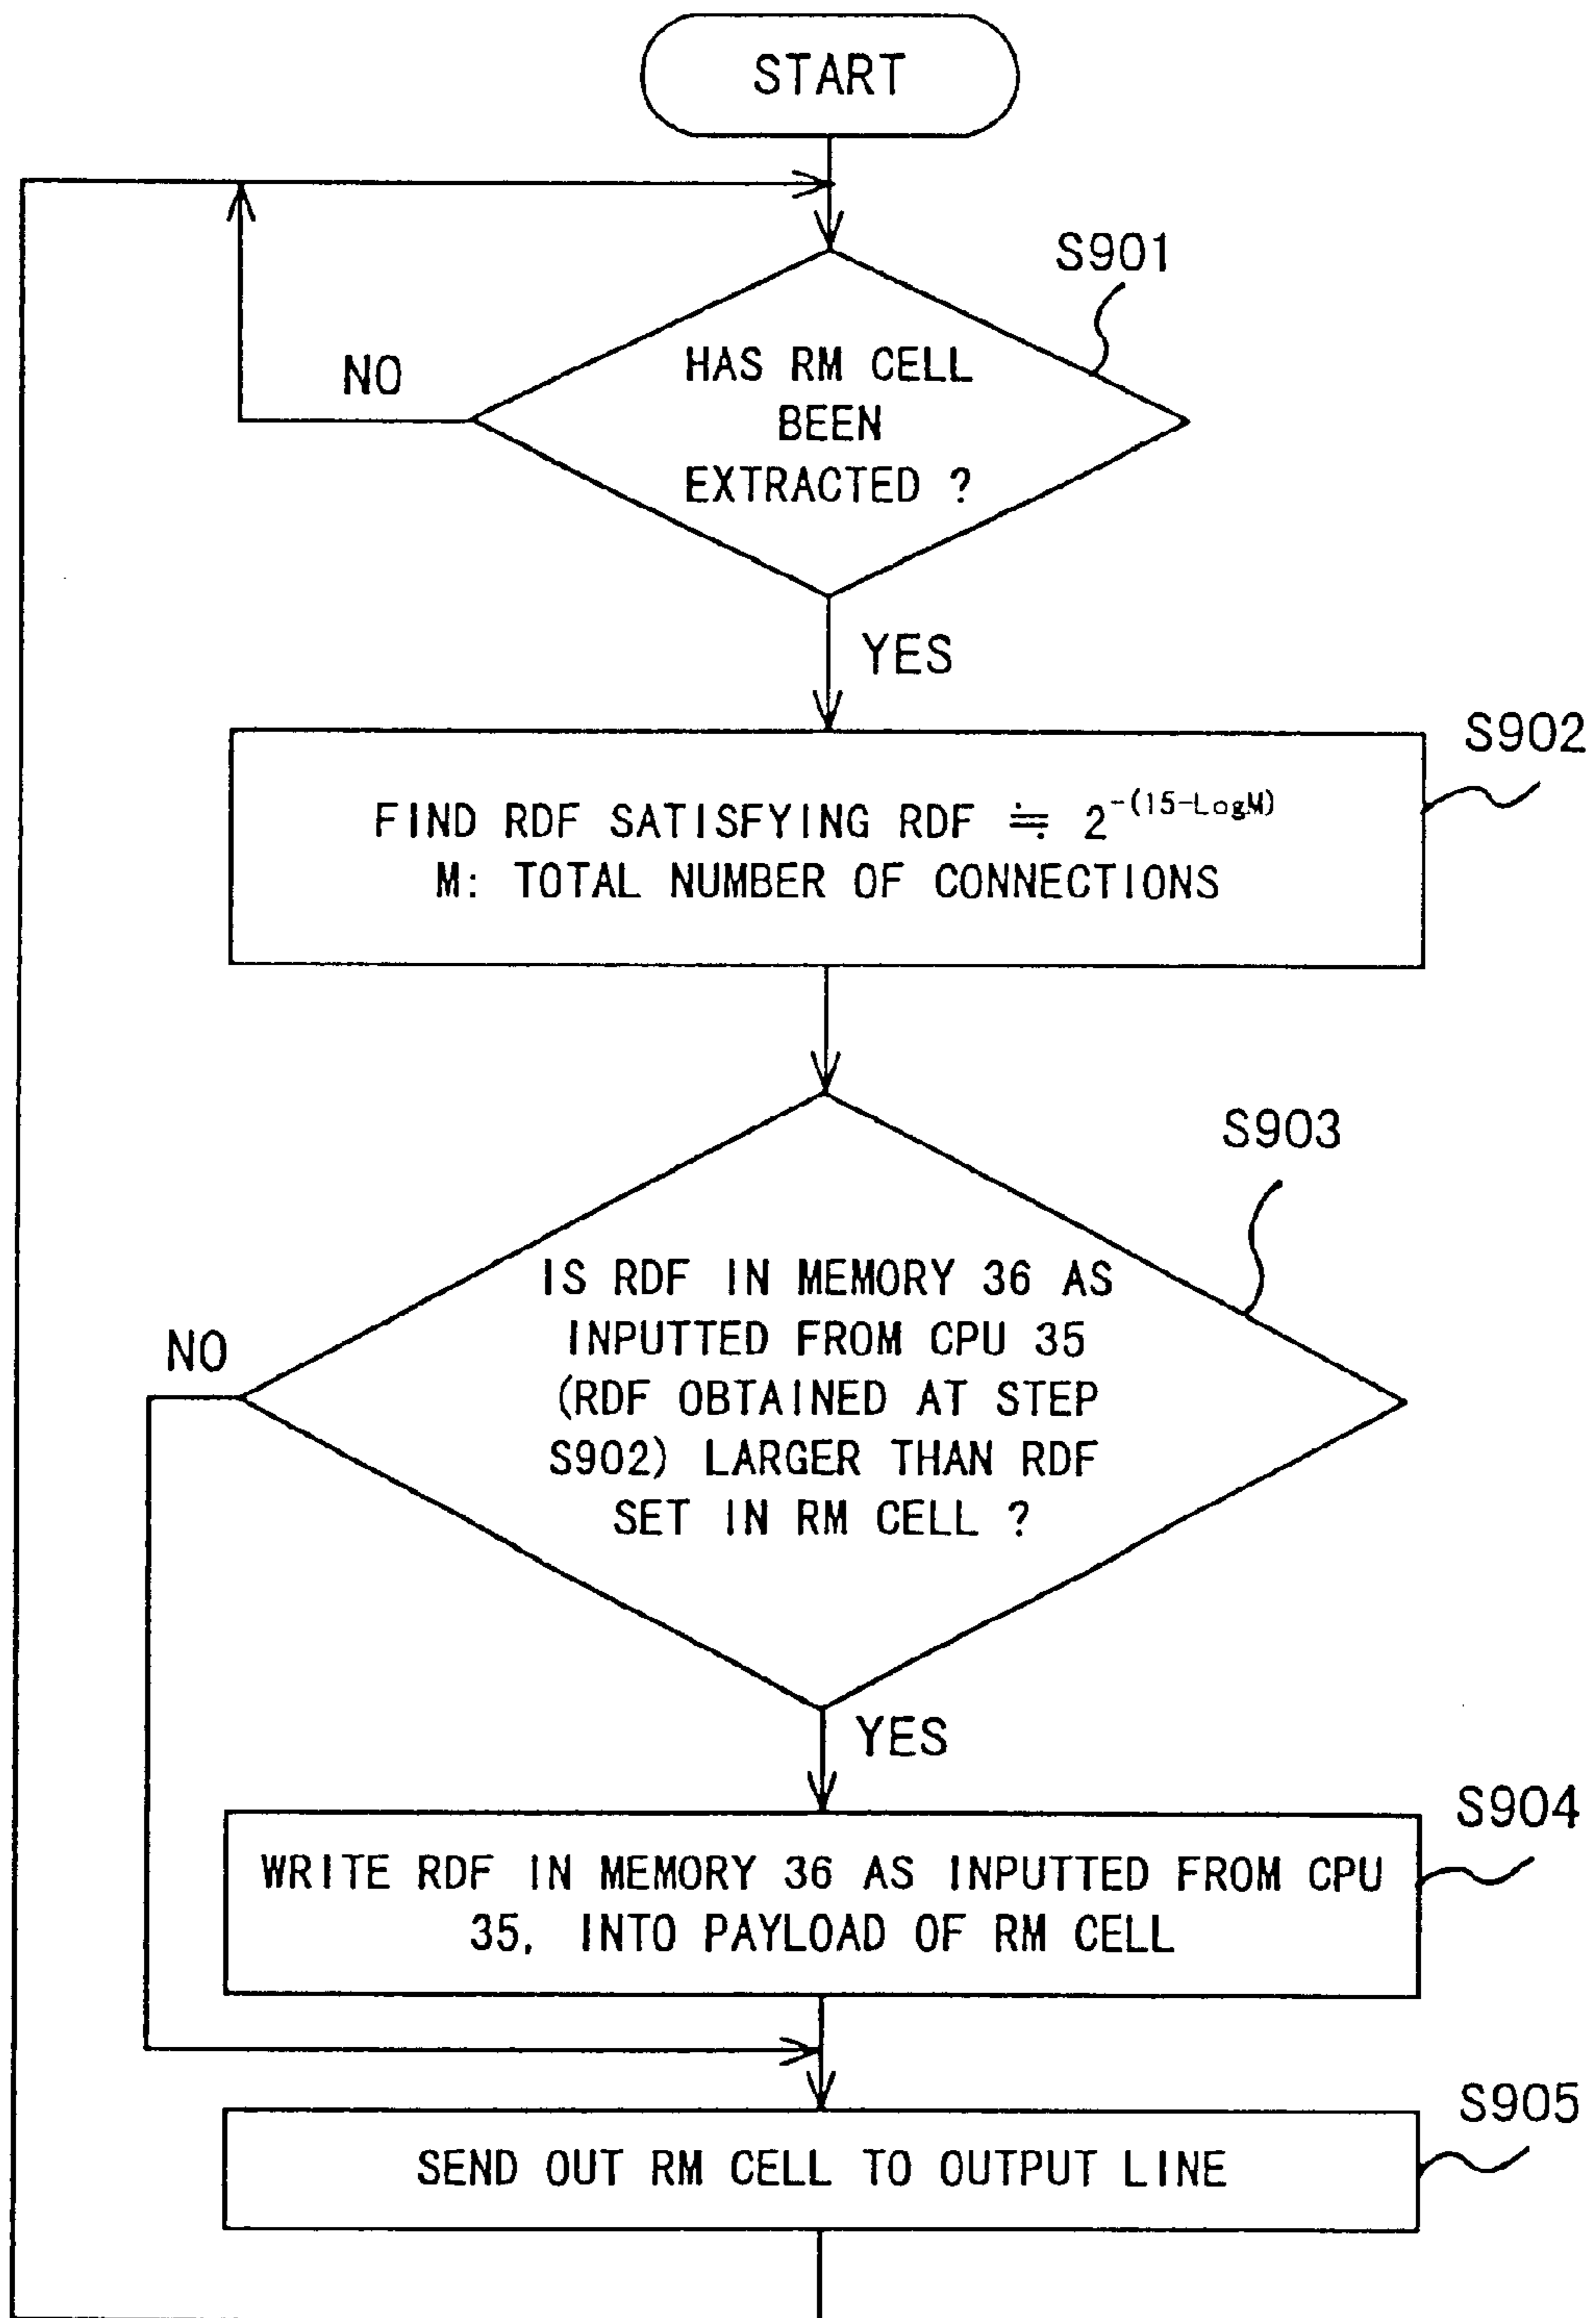 START
S901
HAS RM CELL
BEEN
EXTRACTED ?
NO
YES
S902
FIND RDF SATISFYING RDF ≒ 2^-(15-LogM)
M: TOTAL NUMBER OF CONNECTIONS
S903
IS RDF IN MEMORY 36 AS
INPUTTED FROM CPU 35
(RDF OBTAINED AT STEP
S902) LARGER THAN RDF
SET IN RM CELL ?
NO
YES
S904
WRITE RDF IN MEMORY 36 AS INPUTTED FROM CPU
35, INTO PAYLOAD OF RM CELL
S905
SEND OUT RM CELL TO OUTPUT LINE